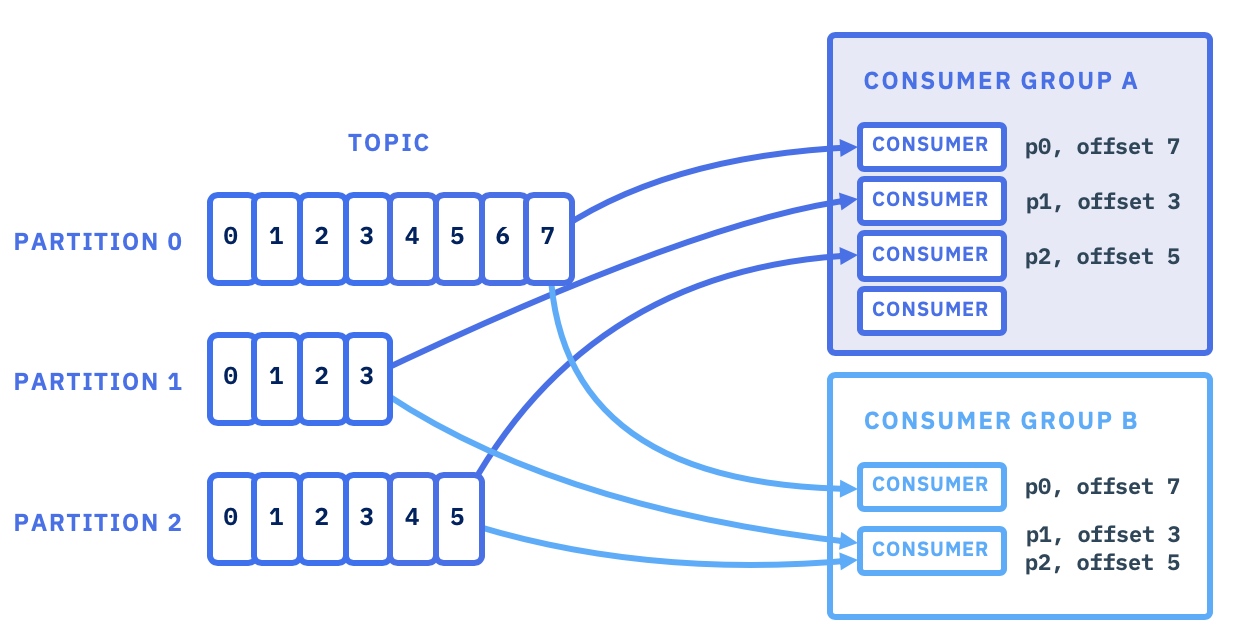 TOPIC
PARTITION 0
0 1 2 3 4 5 6 7
PARTITION 1
0 1 2 3
PARTITION 2
0 1 2 3 4 5
CONSUMER GROUP A
CONSUMER p0, offset 7
CONSUMER p1, offset 3
CONSUMER p2, offset 5
CONSUMER
CONSUMER GROUP B
CONSUMER p0, offset 7
CONSUMER p1, offset 3
p2, offset 5